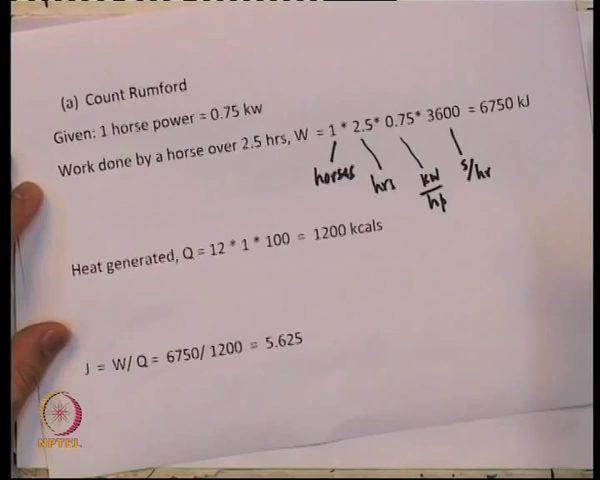 (a) Count Rumford
Given: 1 horse power = 0.75 kw
Work done by a horse over 2.5 hrs, W = 1 * 2.5* 0.75* 3600 = 6750 kJ
horses hrs kW/hp s/hr
Heat generated, Q = 12 * 1 * 100 = 1200 kcals
J = W/ Q = 6750/ 1200 = 5.625
NPTEL